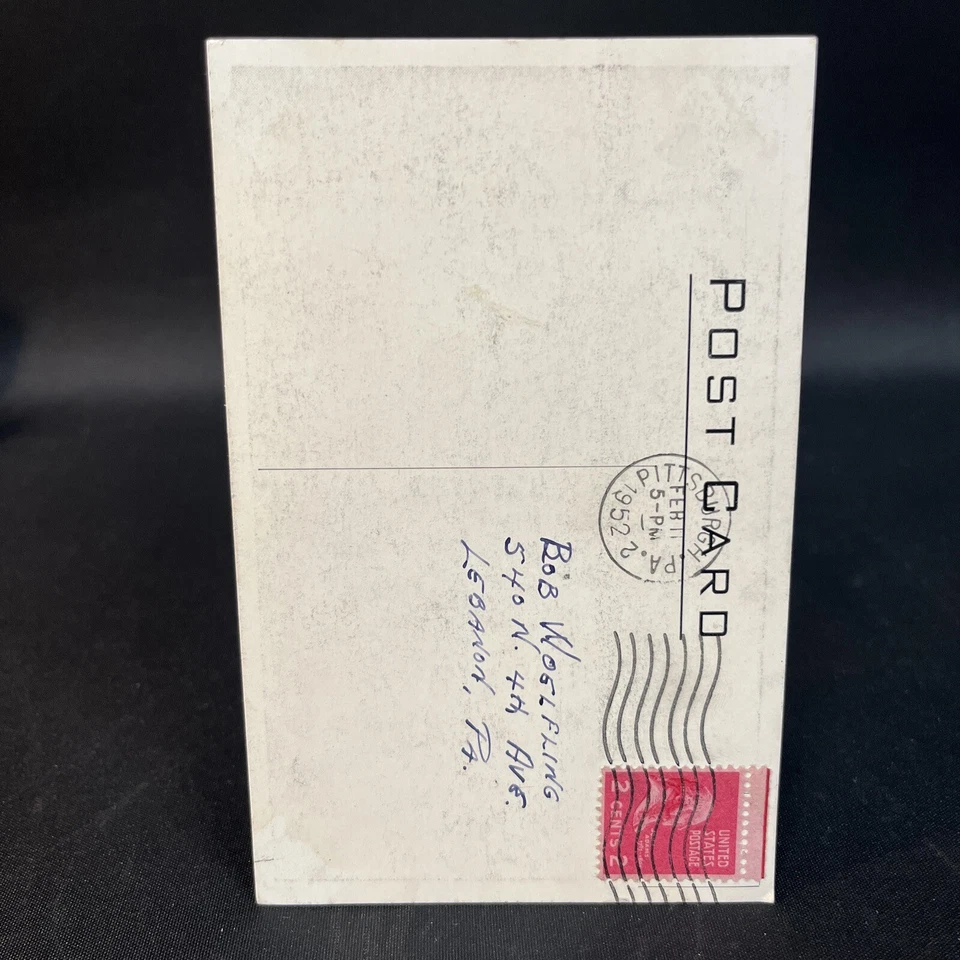 POST CARD
PITTSBURGH, PA.
FEB 11
5-PM
1952
UNITED
STATES
POSTAGE
ADAMS
2 CENTS 2
BOB WOELFLING
540 N. 4TH AVE.
LEBANON, PA.